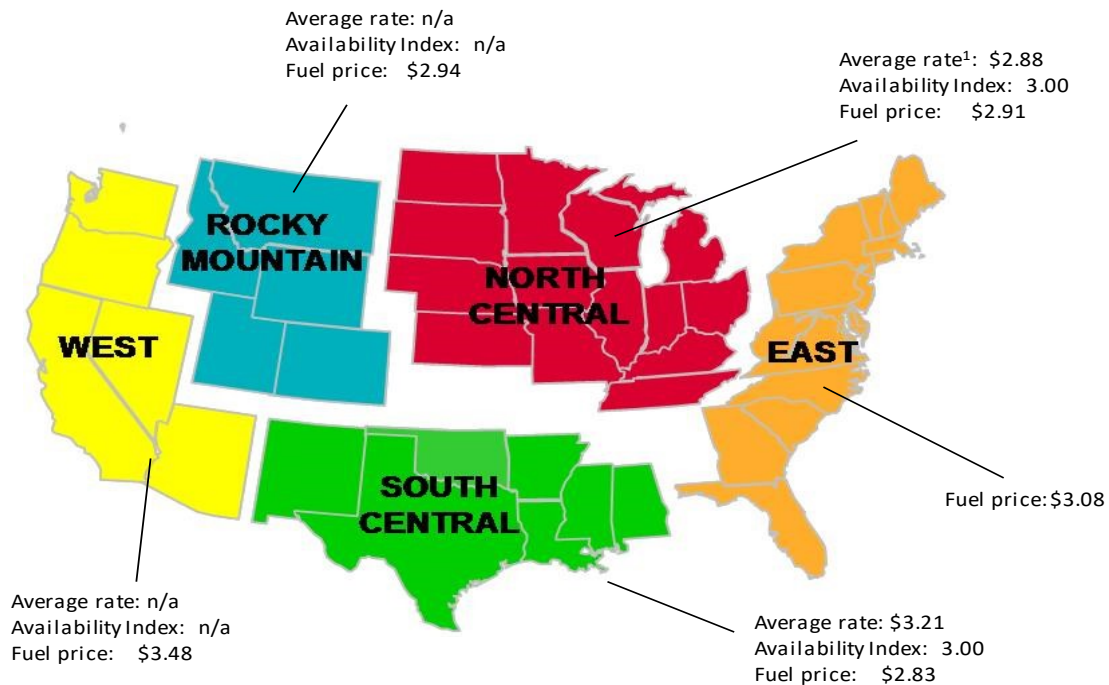 Average rate: n/a
Availability Index: n/a
Fuel price: $2.94
Average rate¹: $2.88
Availability Index: 3.00
Fuel price: $2.91
ROCKY
MOUNTAIN
NORTH
CENTRAL
WEST
EAST
SOUTH
CENTRAL
Fuel price: $3.08
Average rate: n/a
Availability Index: n/a
Fuel price: $3.48
Average rate: $3.21
Availability Index: 3.00
Fuel price: $2.83